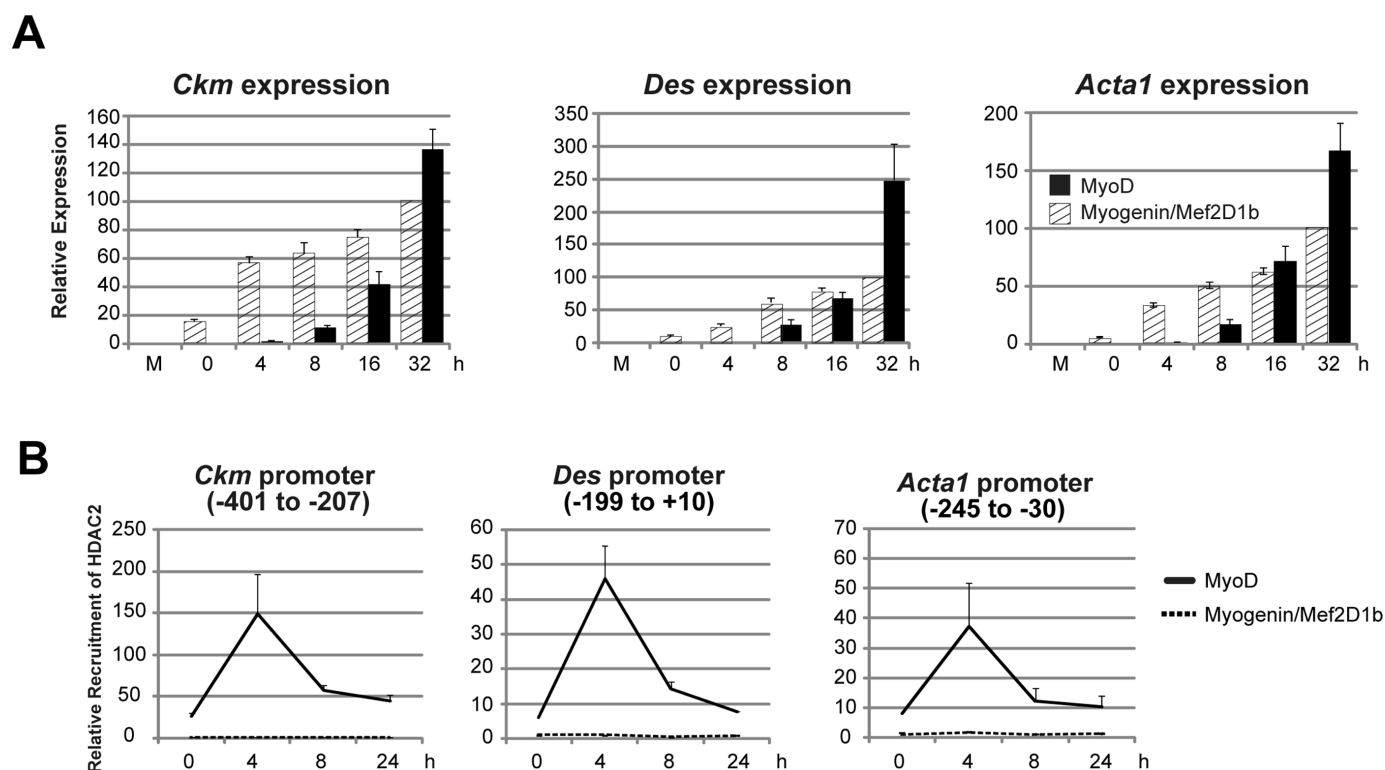 A
Ckm expression
Des expression
Acta1 expression
Relative Expression
160
140
120
100
80
60
40
20
0
M 0 4 8 16 32 h
350
300
250
200
150
100
50
0
M 0 4 8 16 32 h
200
150
100
50
0
M 0 4 8 16 32 h
MyoD
Myogenin/Mef2D1b
B
Ckm promoter
(-401 to -207)
Des promoter
(-199 to +10)
Acta1 promoter
(-245 to -30)
Relative Recruitment of HDAC2
250
200
150
100
50
0
0 4 8 24 h
60
50
40
30
20
10
0
0 4 8 24 h
70
60
50
40
30
20
10
0
0 4 8 24 h
MyoD
Myogenin/Mef2D1b